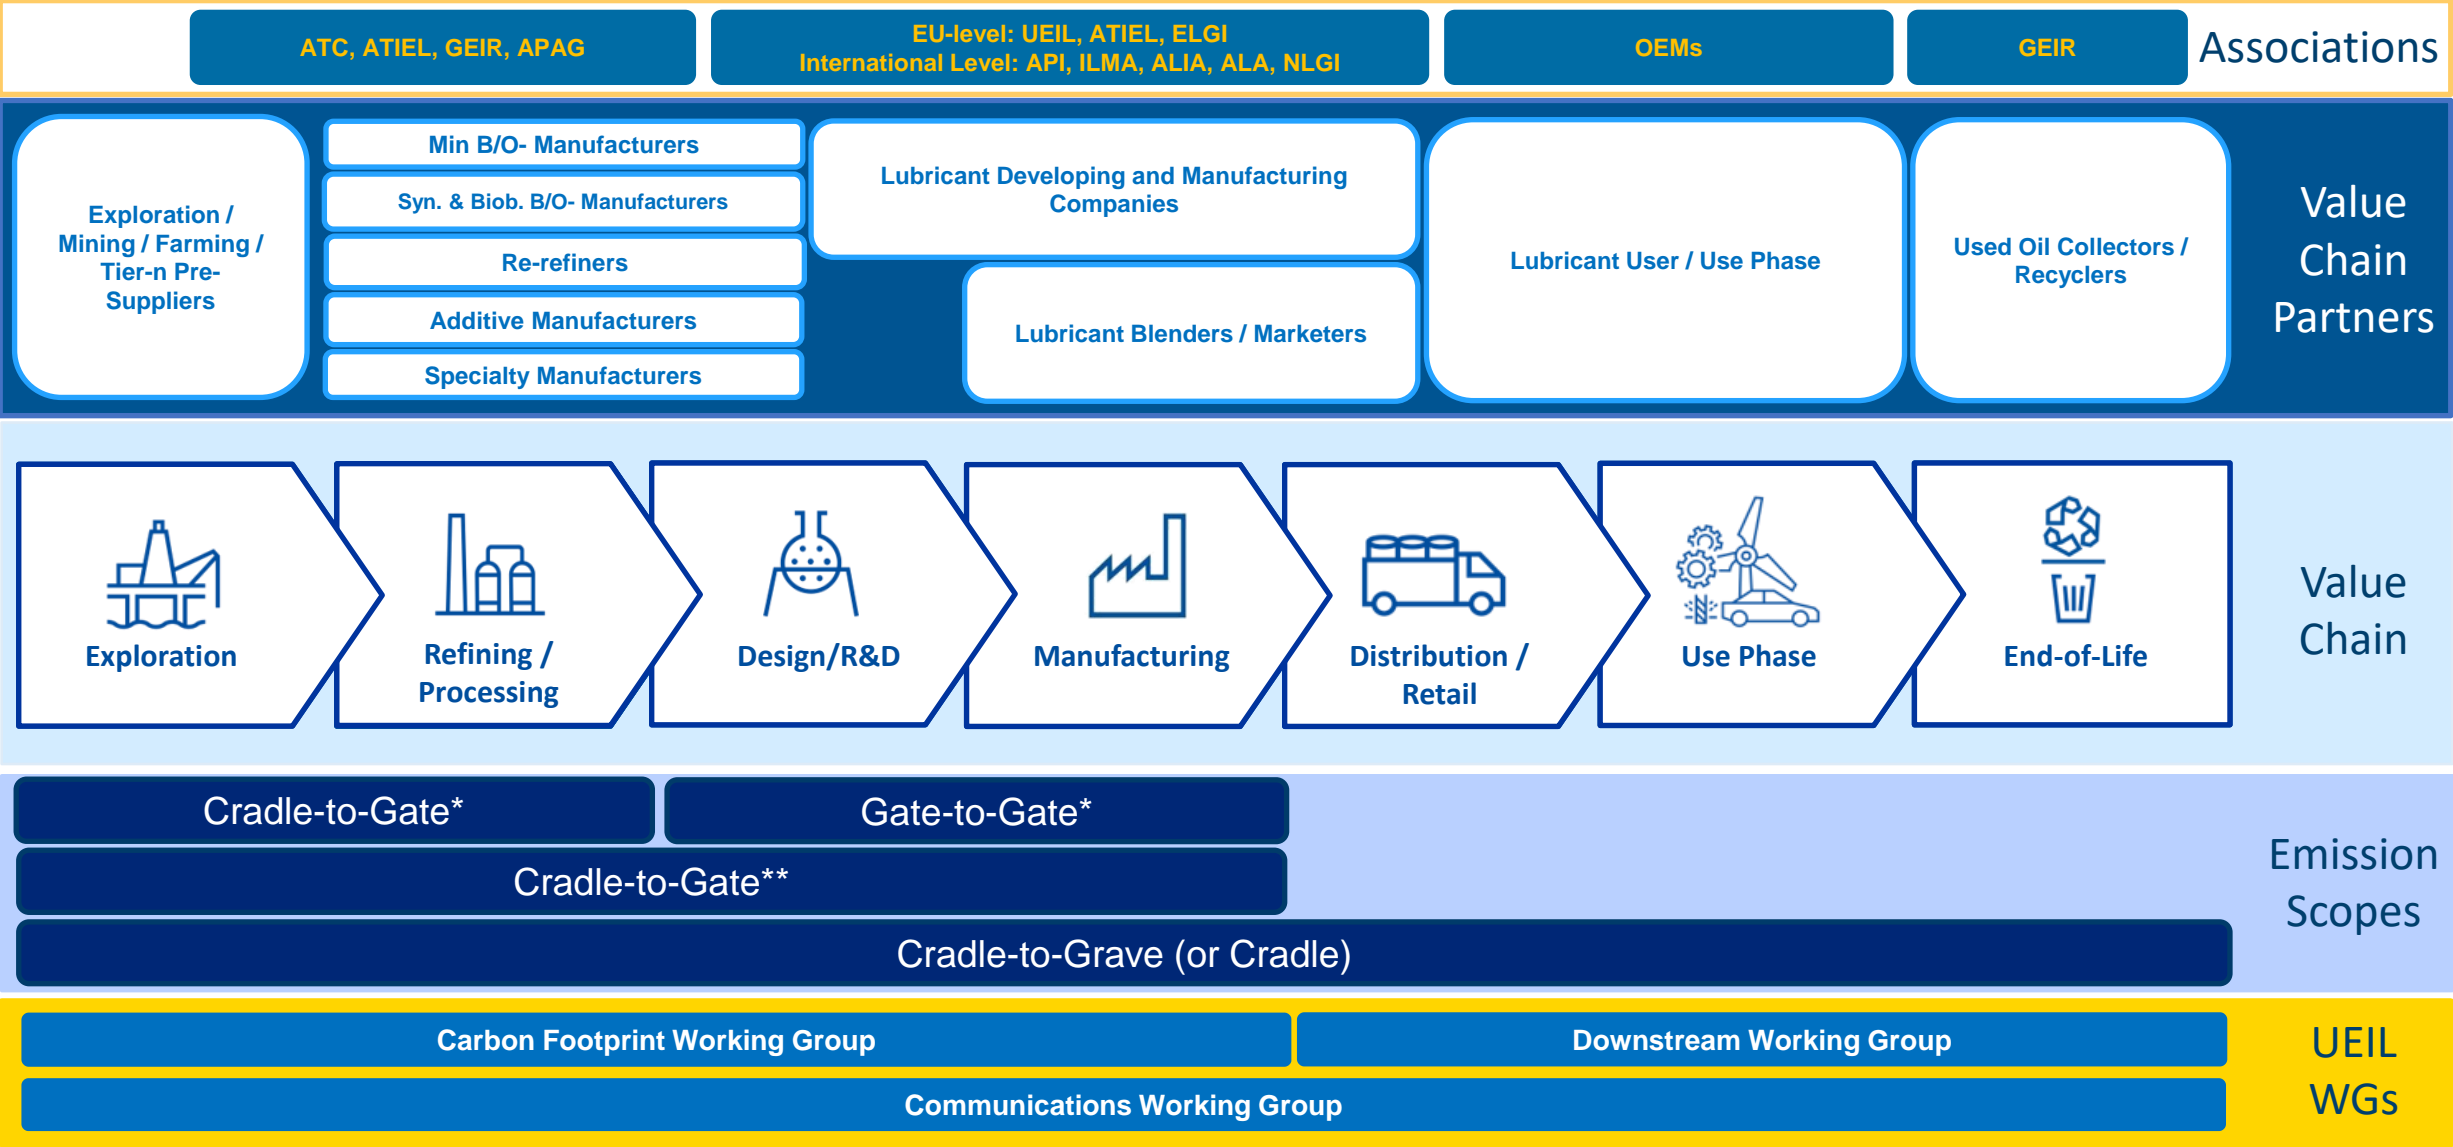 ATC, ATIEL, GEIR, APAG
EU-level: UEIL, ATIEL, ELGI
International Level: API, ILMA, ALIA, ALA, NLGI
OEMs
GEIR
Associations
Exploration /
Mining / Farming /
Tier-n Pre-
Suppliers
Min B/O- Manufacturers
Syn. & Biob. B/O- Manufacturers
Re-refiners
Additive Manufacturers
Specialty Manufacturers
Lubricant Developing and Manufacturing
Companies
Lubricant Blenders / Marketers
Lubricant User / Use Phase
Used Oil Collectors /
Recyclers
Value
Chain
Partners
Exploration
Refining /
Processing
Design/R&D
Manufacturing
Distribution /
Retail
Use Phase
End-of-Life
Value
Chain
Cradle-to-Gate*
Gate-to-Gate*
Cradle-to-Gate**
Cradle-to-Grave (or Cradle)
Emission
Scopes
Carbon Footprint Working Group
Downstream Working Group
Communications Working Group
UEIL
WGs